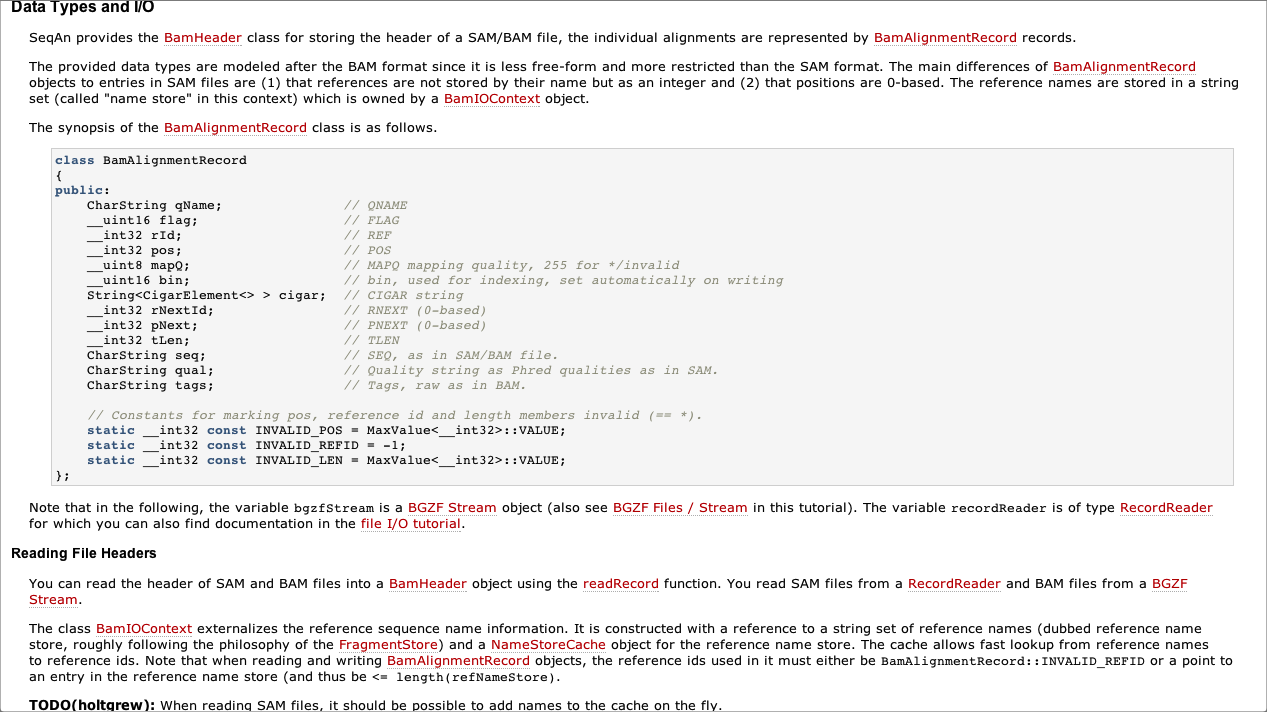 Data Types and I/O
SeqAn provides the BamHeader class for storing the header of a SAM/BAM file, the individual alignments are represented by BamAlignmentRecord records.
The provided data types are modeled after the BAM format since it is less free-form and more restricted than the SAM format. The main differences of BamAlignmentRecord
objects to entries in SAM files are (1) that references are not stored by their name but as an integer and (2) that positions are 0-based. The reference names are stored in a string
set (called "name store" in this context) which is owned by a BamIOContext object.
The synopsis of the BamAlignmentRecord class is as follows.
class BamAlignmentRecord
{
public:
    CharString qName;               // QNAME
    __uint16 flag;                  // FLAG
    __int32 rId;                    // REF
    __int32 pos;                    // POS
    __uint8 mapQ;                   // MAPQ mapping quality, 255 for */invalid
    __uint16 bin;                   // bin, used for indexing, set automatically on writing
    String<CigarElement<> > cigar;  // CIGAR string
    __int32 rNextId;                // RNEXT (0-based)
    __int32 pNext;                  // PNEXT (0-based)
    __int32 tLen;                   // TLEN
    CharString seq;                 // SEQ, as in SAM/BAM file.
    CharString qual;                // Quality string as Phred qualities as in SAM.
    CharString tags;                // Tags, raw as in BAM.
    // Constants for marking pos, reference id and length members invalid (== *).
    static __int32 const INVALID_POS = MaxValue<__int32>::VALUE;
    static __int32 const INVALID_REFID = -1;
    static __int32 const INVALID_LEN = MaxValue<__int32>::VALUE;
};
Note that in the following, the variable bgzfStream is a BGZF Stream object (also see BGZF Files / Stream in this tutorial). The variable recordReader is of type RecordReader
for which you can also find documentation in the file I/O tutorial.
Reading File Headers
You can read the header of SAM and BAM files into a BamHeader object using the readRecord function. You read SAM files from a RecordReader and BAM files from a BGZF
Stream.
The class BamIOContext externalizes the reference sequence name information. It is constructed with a reference to a string set of reference names (dubbed reference name
store, roughly following the philosophy of the FragmentStore) and a NameStoreCache object for the reference name store. The cache allows fast lookup from reference names
to reference ids. Note that when reading and writing BamAlignmentRecord objects, the reference ids used in it must either be BamAlignmentRecord::INVALID_REFID or a point to
an entry in the reference name store (and thus be <= length(refNameStore).
TODO(holtgrew): When reading SAM files, it should be possible to add names to the cache on the fly.